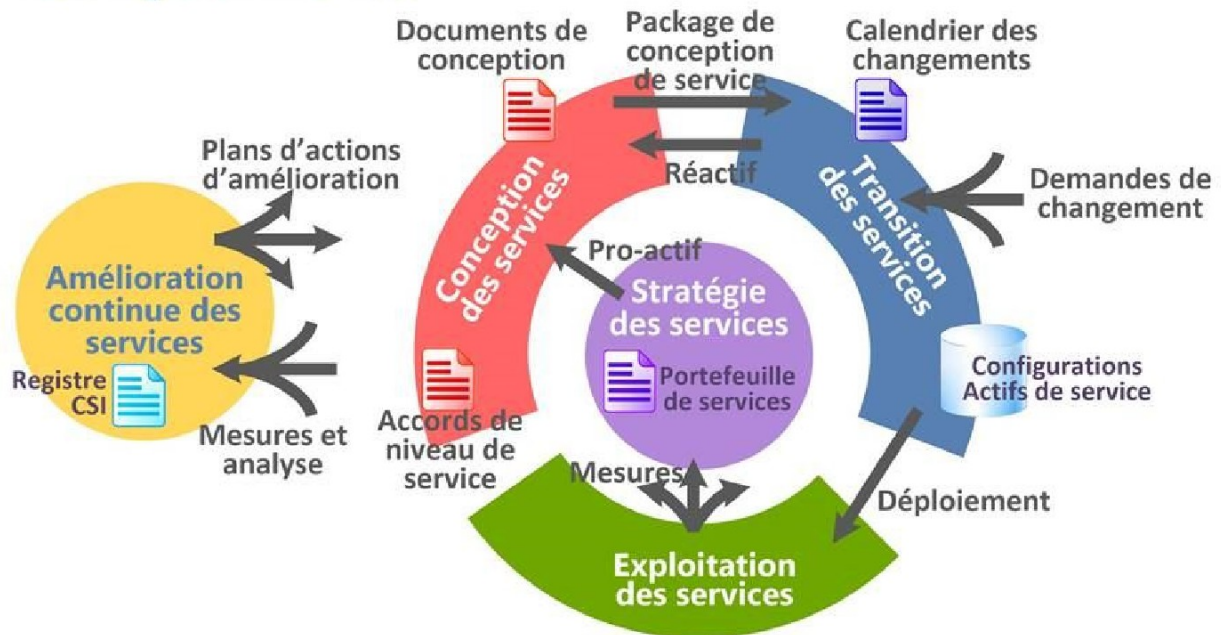 Documents de
conception
Package de
conception
de service
Calendrier des
changements
Plans d'actions
d'amélioration
Réactif
Demandes de
changement
Conception
des services
Transition
des services
Pro-actif
Amélioration
continue des
services
Stratégie
des services
Registre
CSI
Portefeuille
de services
Configurations
Actifs de service
Mesures et
analyse
Accords de
niveau de
service
Mesures
Déploiement
Exploitation
des services